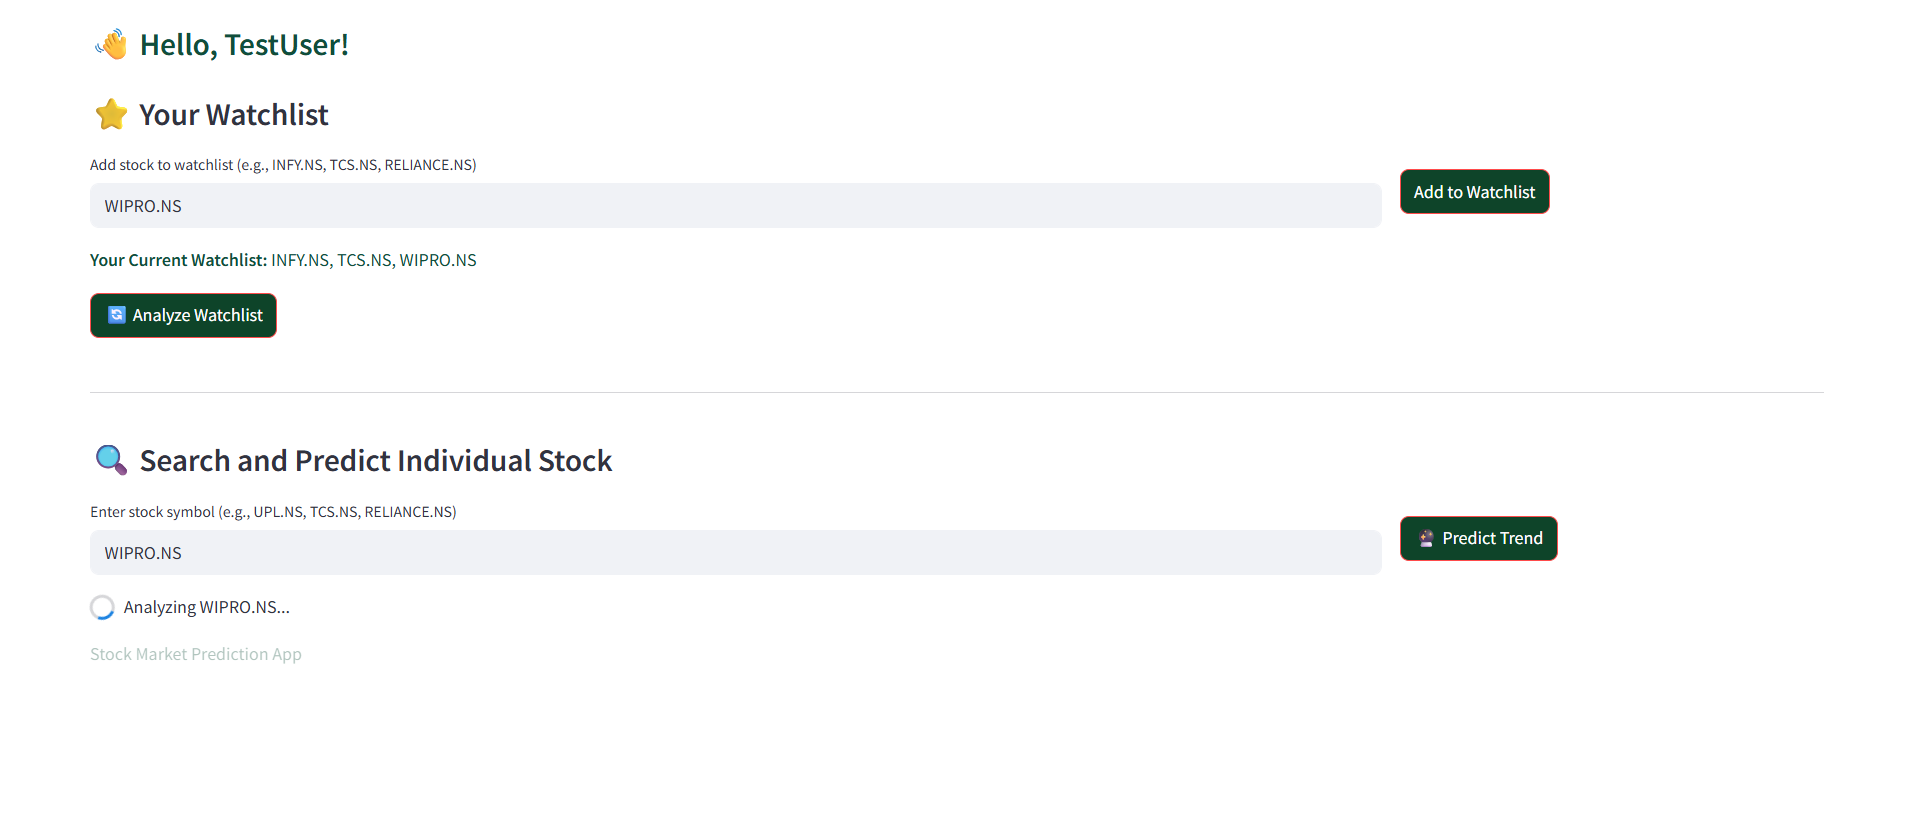 Hello, TestUser!
Your Watchlist
Add stock to watchlist (e.g., INFY.NS, TCS.NS, RELIANCE.NS)
WIPRO.NS
Add to Watchlist
Your Current Watchlist: INFY.NS, TCS.NS, WIPRO.NS
Analyze Watchlist
Search and Predict Individual Stock
Enter stock symbol (e.g., UPL.NS, TCS.NS, RELIANCE.NS)
WIPRO.NS
Predict Trend
Analyzing WIPRO.NS...
Stock Market Prediction App